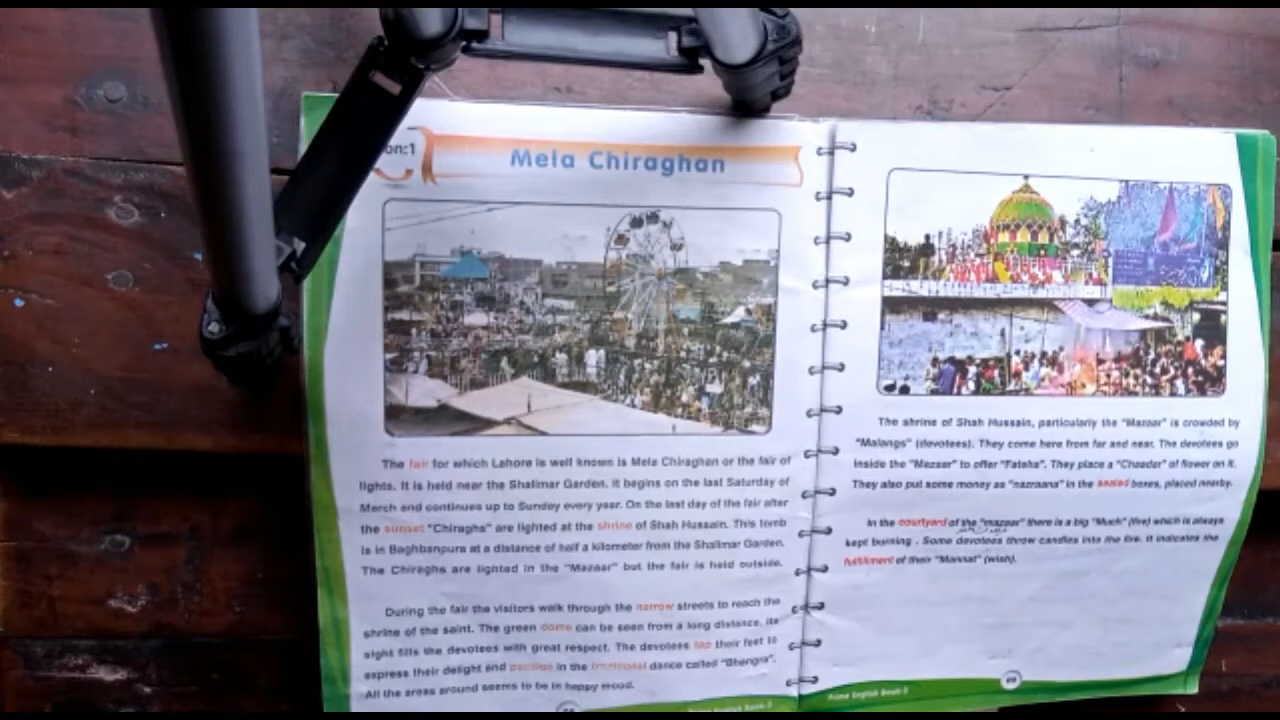 on:1
Mela Chiraghan
The fair for which Lahore is well known is Mela Chiraghan or the fair of
lights. It is held near the Shalimar Garden. It begins on the last Saturday of
March and continues up to Sunday every year. On the last day of the fair after
the sunset "Chiraghs" are lighted at the shrine of Shah Hussain. This tomb
is in Baghbanpura at a distance of half a kilometer from the Shalimar Garden.
The Chiraghs are lighted in the "Mazaar" but the fair is held outside.
During the fair the visitors walk through the narrow streets to reach the
shrine of the saint. The green dome can be seen from a long distance. Its
sight fills the devotees with great respect. The devotees tap their feet to
express their delight and passion in the traditional dance called "Bhangra".
All the areas around seems to be in happy mood.
Prime English Book-3
The shrine of Shah Hussain, particularly the "Mazaar" is crowded by
"Malangs" (devotees). They come here from far and near. The devotees go
inside the "Mazaar" to offer "Fateha". They place a "Chadar" of flower on it.
They also put some money as "nazraana" in the sealed boxes, placed nearby.
In the courtyard of the "mazaar" there is a big "Much" (fire) which is always
kept burning . Some devotees throw candles into the fire. It indicates the
fulfillment of their "Mannat" (wish).
Prime English Book-3